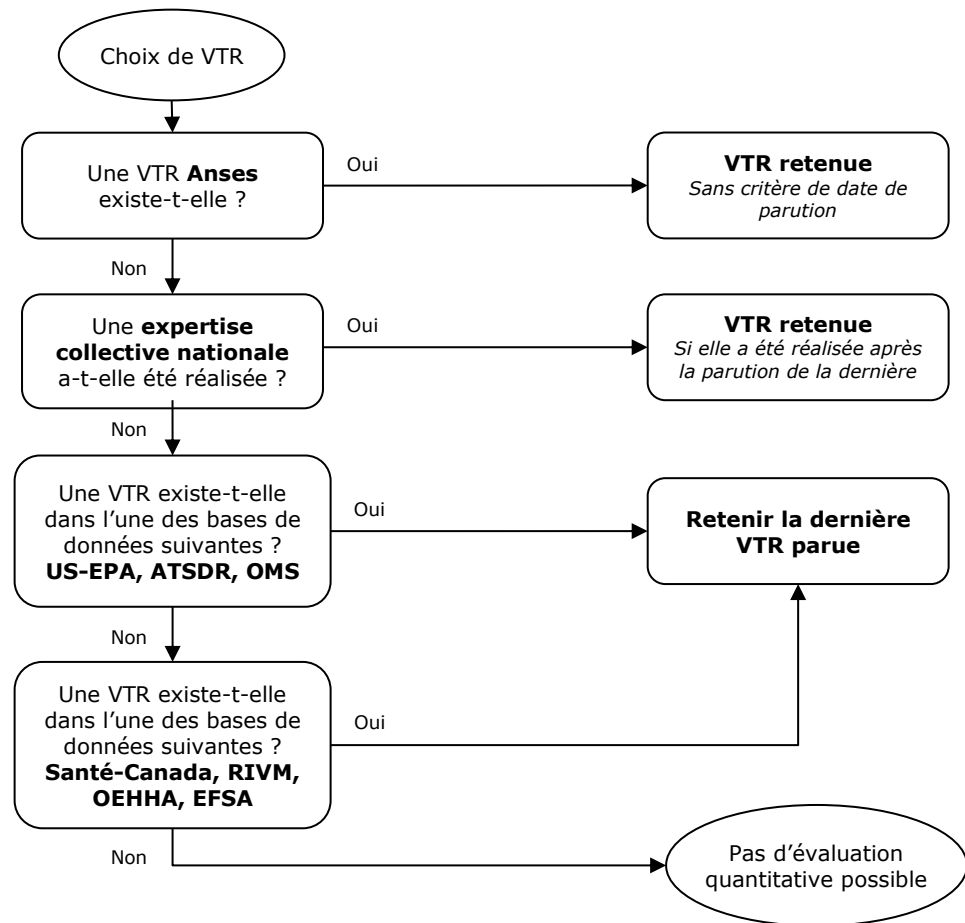 Choix de VTR
Une VTR Anses
existe-t-elle ?
Oui
VTR retenue
Sans critère de date de
parution
Non
Une expertise
collective nationale
a-t-elle été réalisée ?
Oui
VTR retenue
Si elle a été réalisée après
la parution de la dernière
Non
Une VTR existe-t-elle
dans l’une des bases de
données suivantes ?
US-EPA, ATSDR, OMS
Oui
Retenir la dernière
VTR parue
Non
Une VTR existe-t-elle
dans l’une des bases de
données suivantes ?
Santé-Canada, RIVM,
OEHHA, EFSA
Oui
Non
Pas d’évaluation
quantitative possible